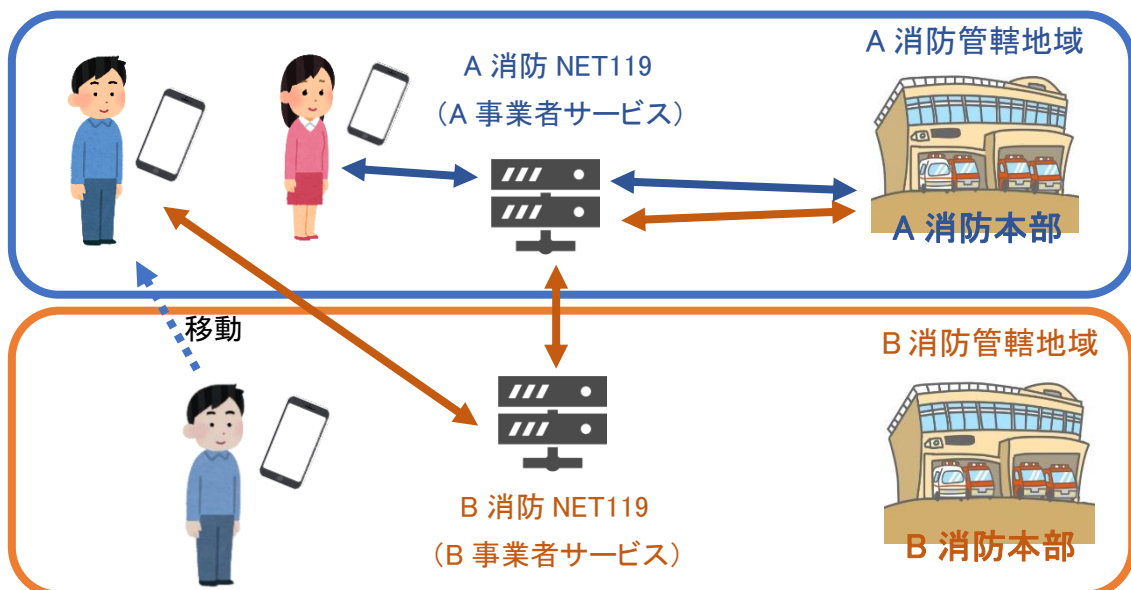 A 消防 NET119
（A 事業者サービス）
A 消防管轄地域
A 消防本部
移動
B 消防管轄地域
B 消防 NET119
（B 事業者サービス）
B 消防本部